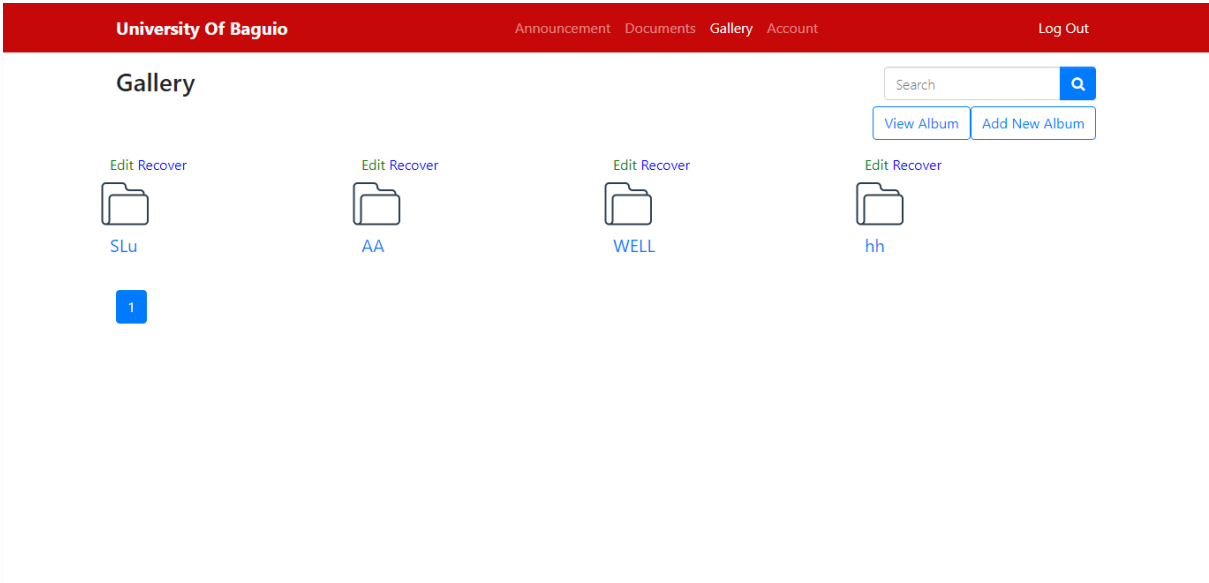 University Of Baguio Announcement Documents Gallery Account Log Out
Gallery
Search
View Album Add New Album
Edit Recover Edit Recover Edit Recover Edit Recover
SLu AA WELL hh
1